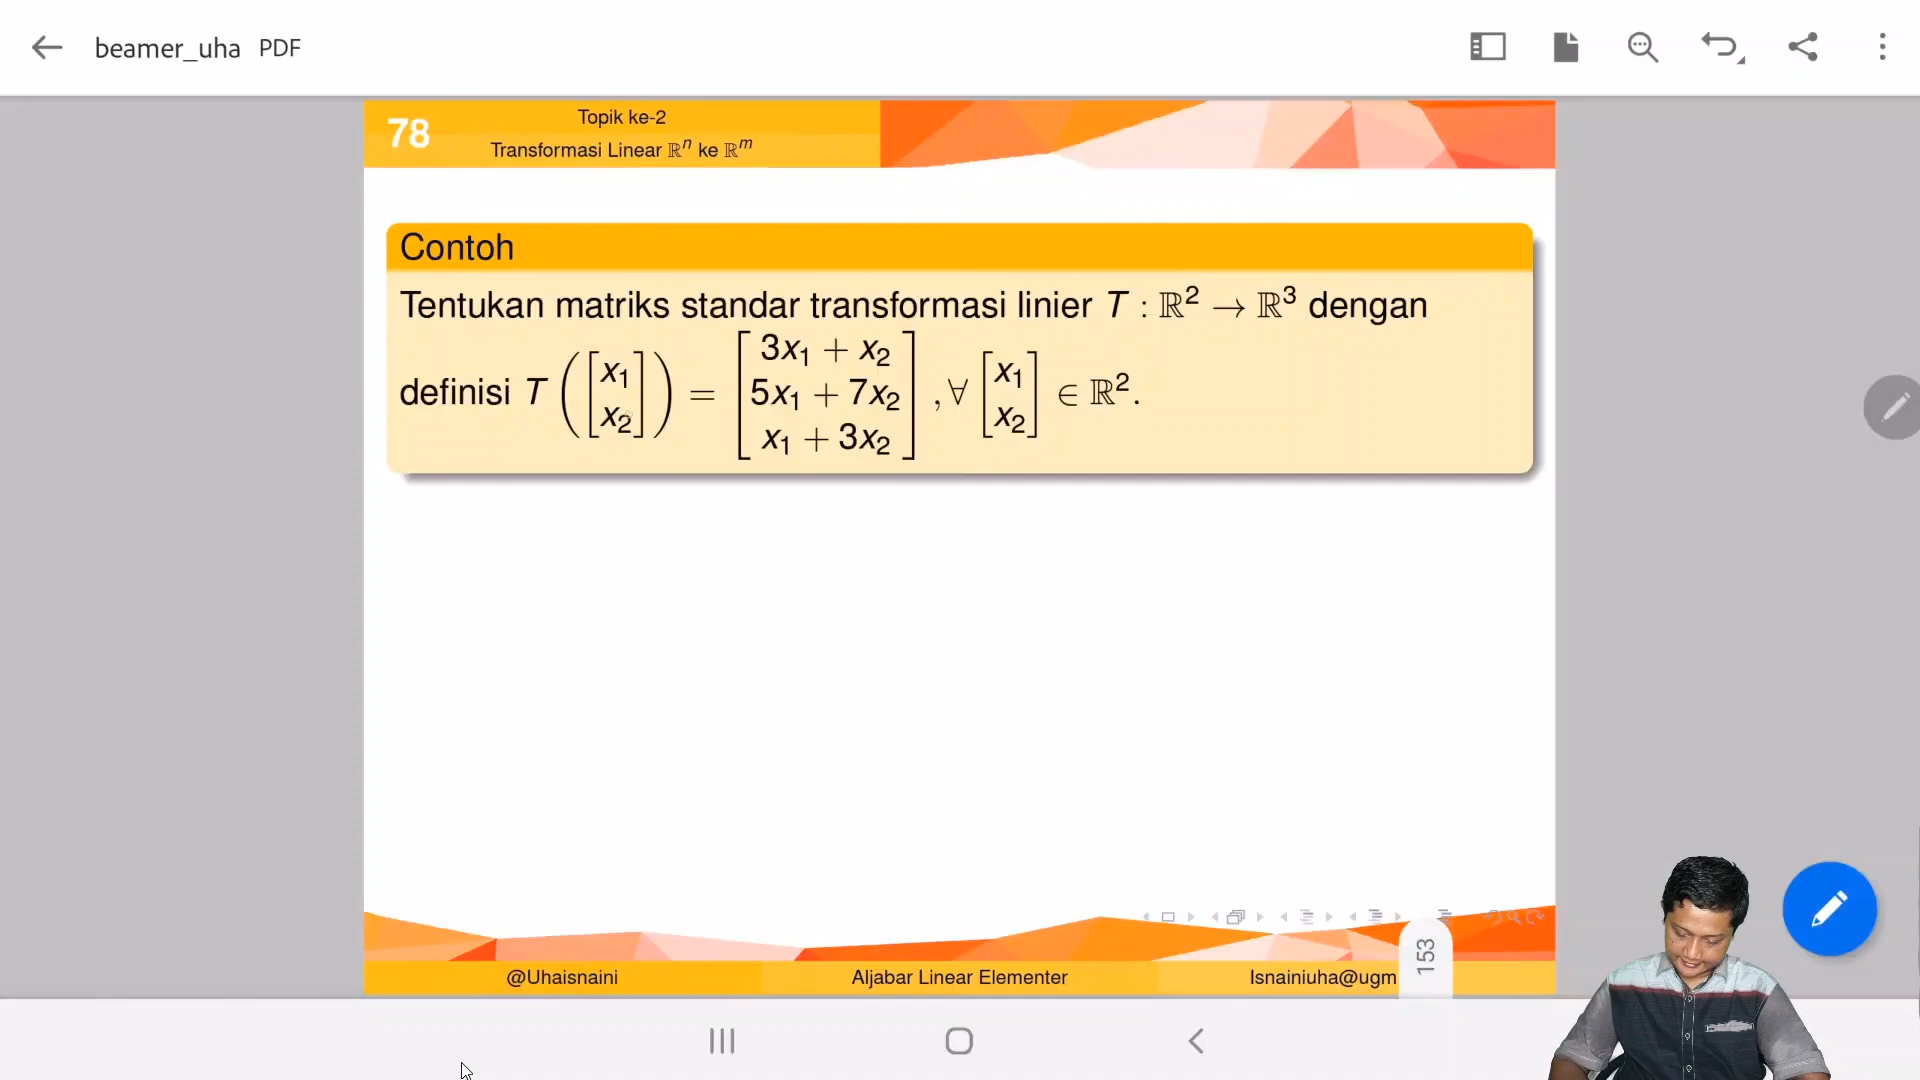 beamer_uha PDF
78
Topik ke-2
Transformasi Linear ℝⁿ ke ℝᵐ
Contoh
Tentukan matriks standar transformasi linier T : ℝ² → ℝ³ dengan
definisi T([x₁ x₂]) = [3x₁ + x₂
5x₁ + 7x₂
x₁ + 3x₂], ∀ [x₁ x₂] ∈ ℝ².
153
@Uhaisnaini
Aljabar Linear Elementer
Isnainiuha@ugm